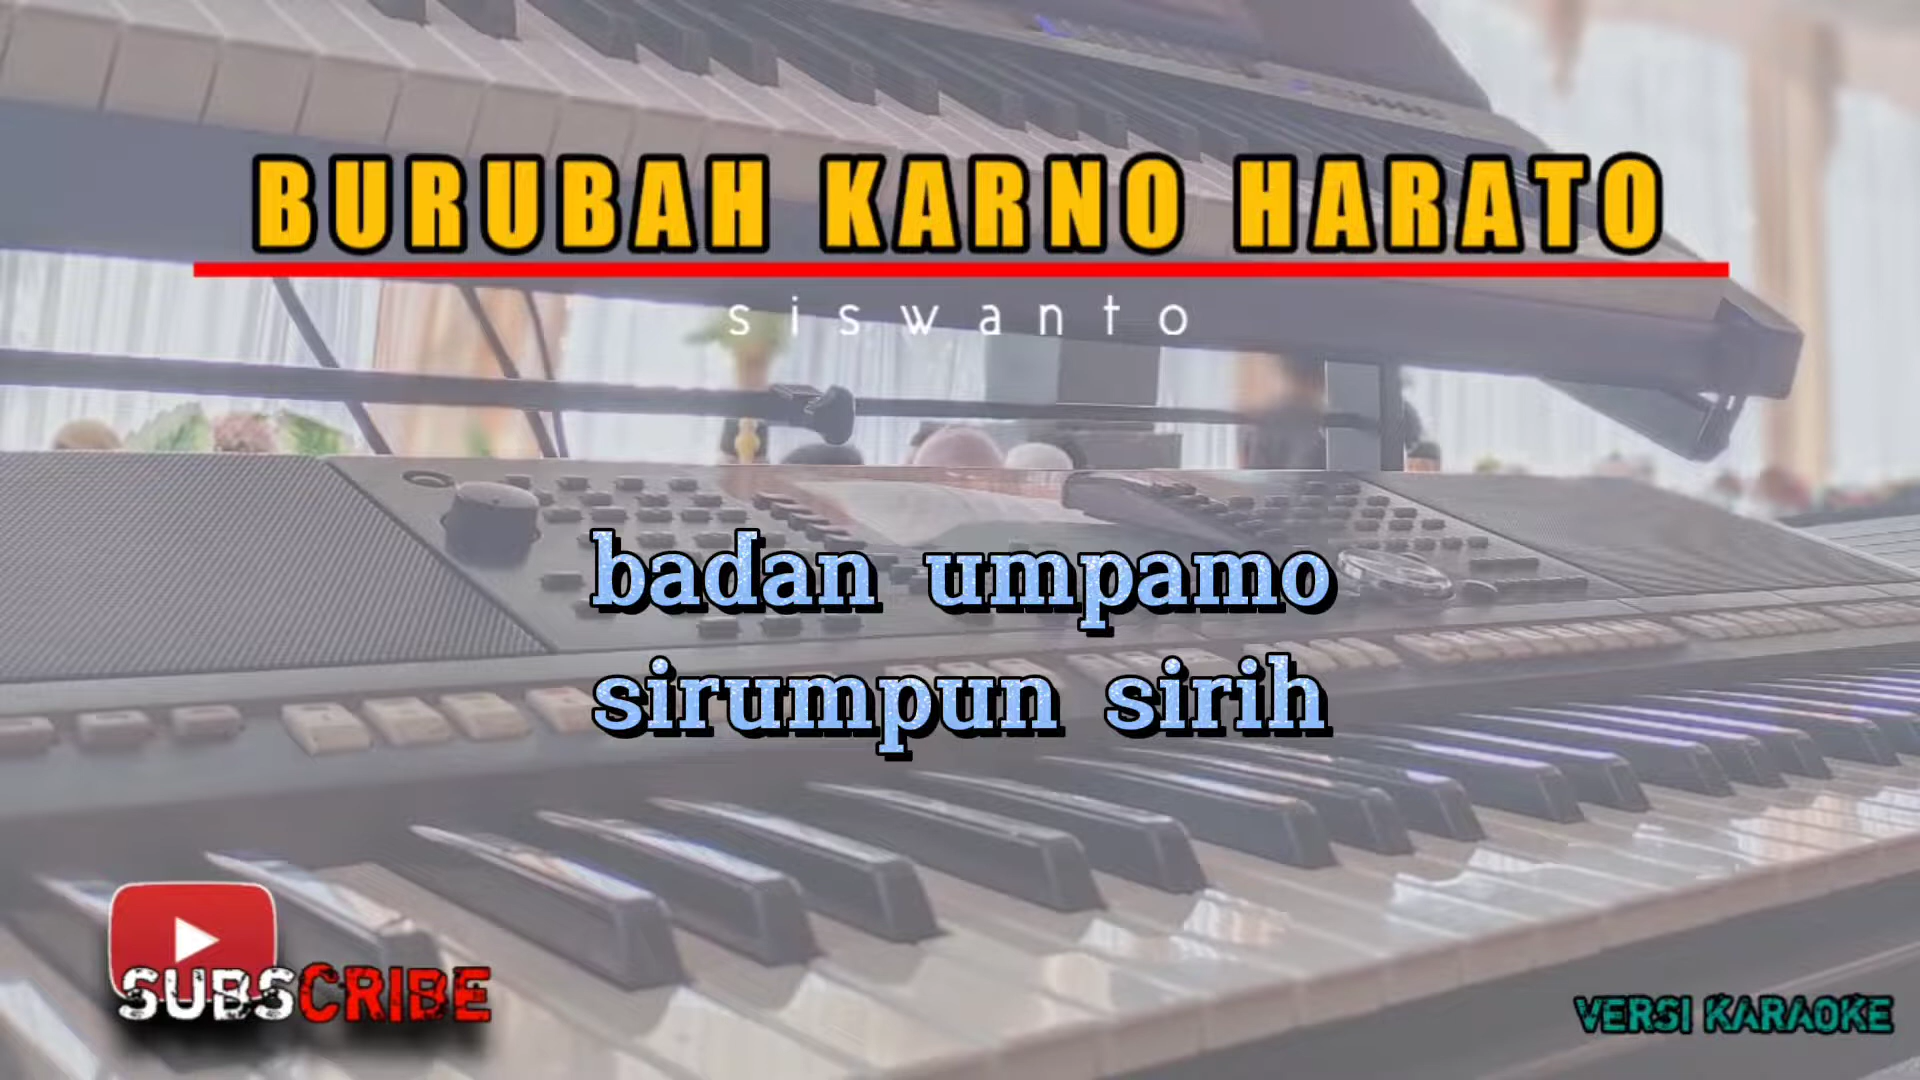 BURUBAH KARNO HARATO
siswanto
badan umpamo
sirumpun sirih
SUBSCRIBE
VERSI KARAOKE